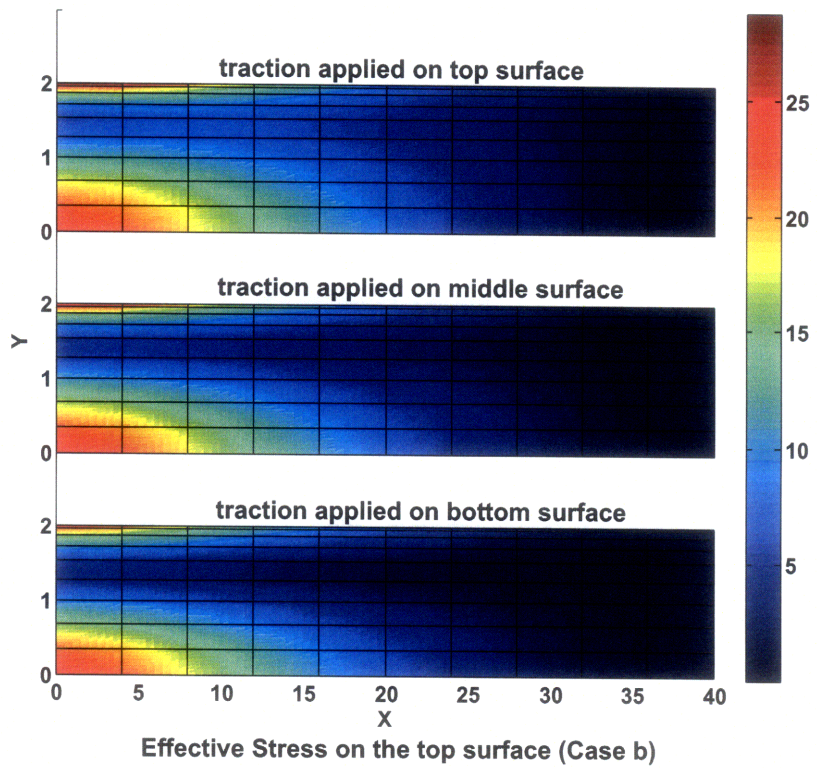 traction applied on top surface
2
1
0
traction applied on middle surface
2
1
0
Y
traction applied on bottom surface
2
1
0
0 5 10 15 20 25 30 35 40
X
25
20
15
10
5
Effective Stress on the top surface (Case b)